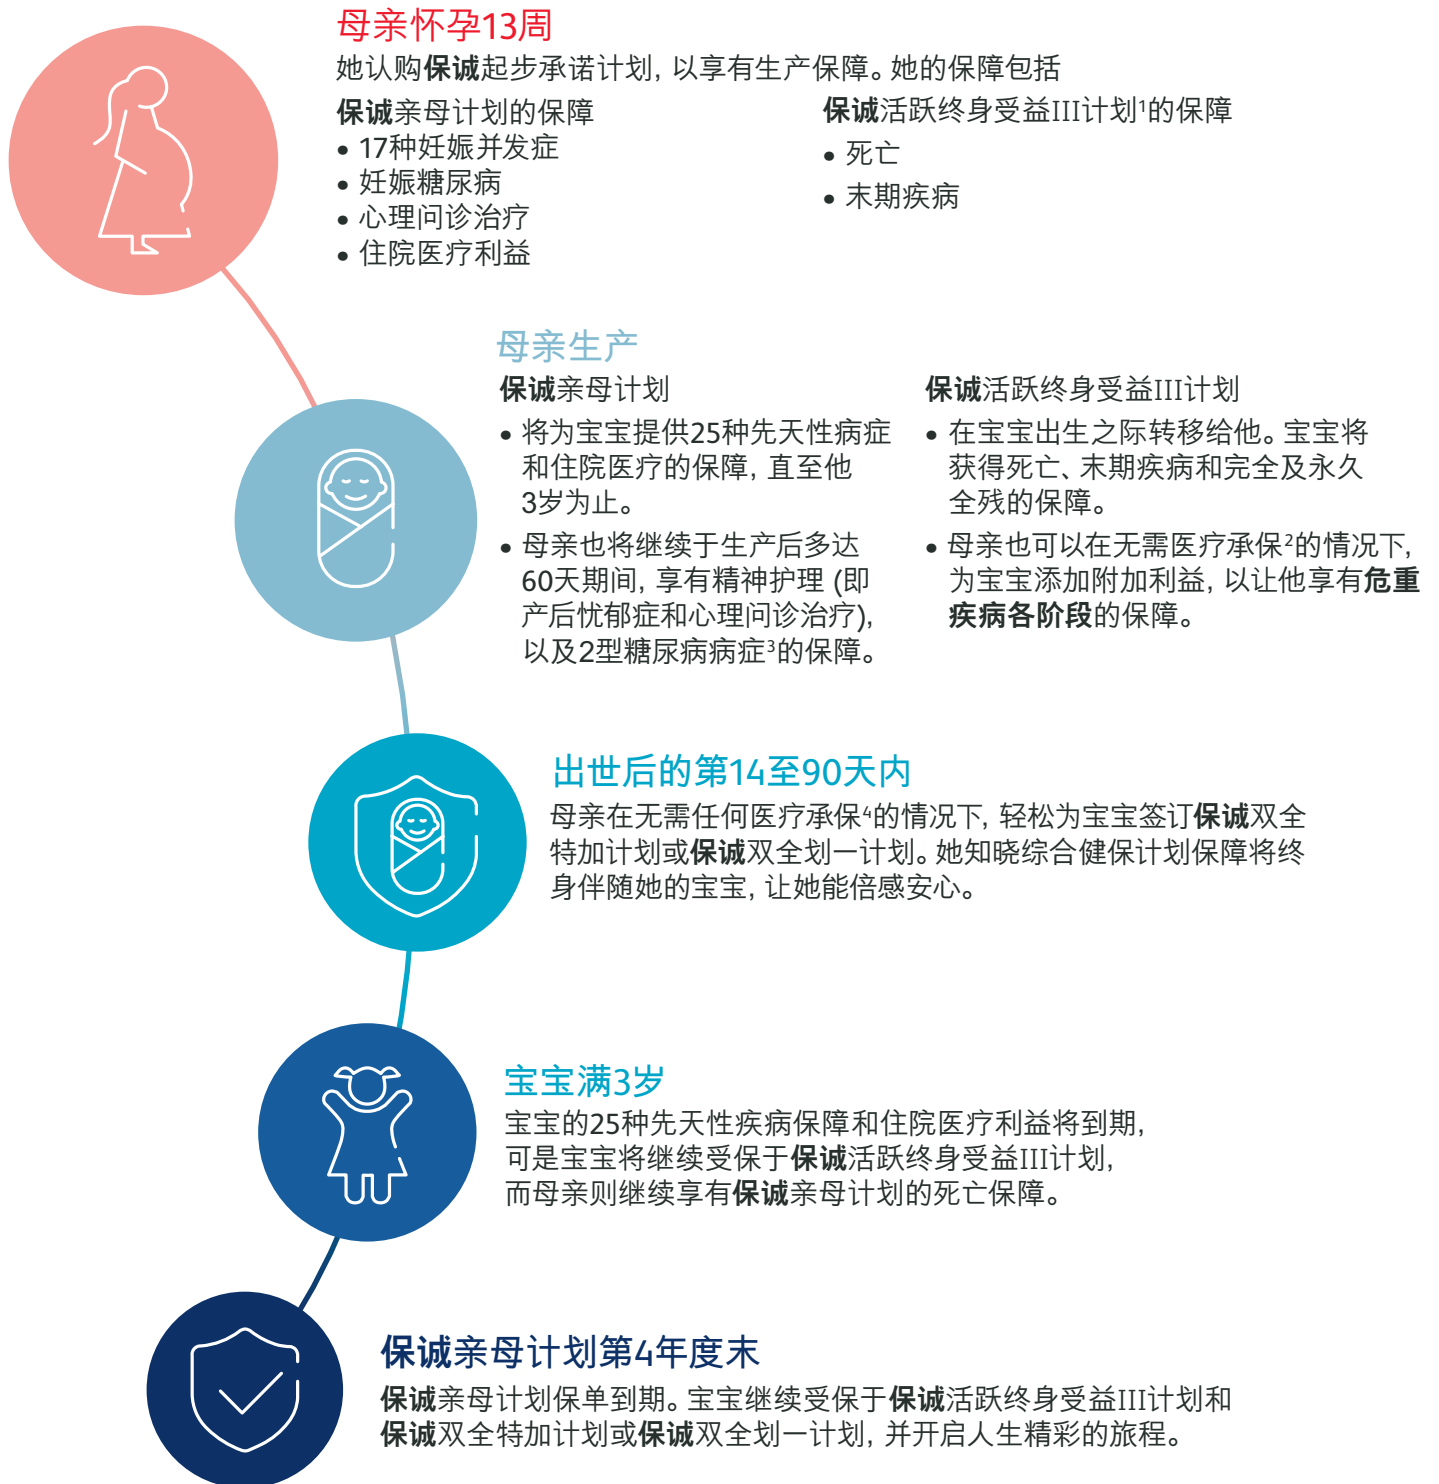 母亲怀孕13周
她认购保诚起步承诺计划, 以享有生产保障。她的保障包括
保诚亲母计划的保障
• 17种妊娠并发症
• 妊娠糖尿病
• 心理问诊治疗
• 住院医疗利益
保诚活跃终身受益III计划¹的保障
• 死亡
• 末期疾病
母亲生产
保诚亲母计划
• 将为宝宝提供25种先天性病症
和住院医疗的保障, 直至他
3岁为止。
• 母亲也将继续于生产后多达
60天期间, 享有精神护理 (即
产后忧郁症和心理问诊治疗),
以及2型糖尿病病症³的保障。
保诚活跃终身受益III计划
• 在宝宝出生之际转移给他。宝宝将
获得死亡、末期疾病和完全及永久
全残的保障。
• 母亲也可以在无需医疗承保²的情况下,
为宝宝添加附加利益, 以让他享有危重
疾病各阶段的保障。
出世后的第14至90天内
母亲在无需任何医疗承保⁴的情况下, 轻松为宝宝签订保诚双全
特加计划或保诚双全划一计划。她知晓综合健保计划保障将终
身伴随她的宝宝, 让她能倍感安心。
宝宝满3岁
宝宝的25种先天性疾病保障和住院医疗利益将到期,
可是宝宝将继续受保于保诚活跃终身受益III计划,
而母亲则继续享有保诚亲母计划的死亡保障。
保诚亲母计划第4年度末
保诚亲母计划保单到期。宝宝继续受保于保诚活跃终身受益III计划和
保诚双全特加计划或保诚双全划一计划, 并开启人生精彩的旅程。